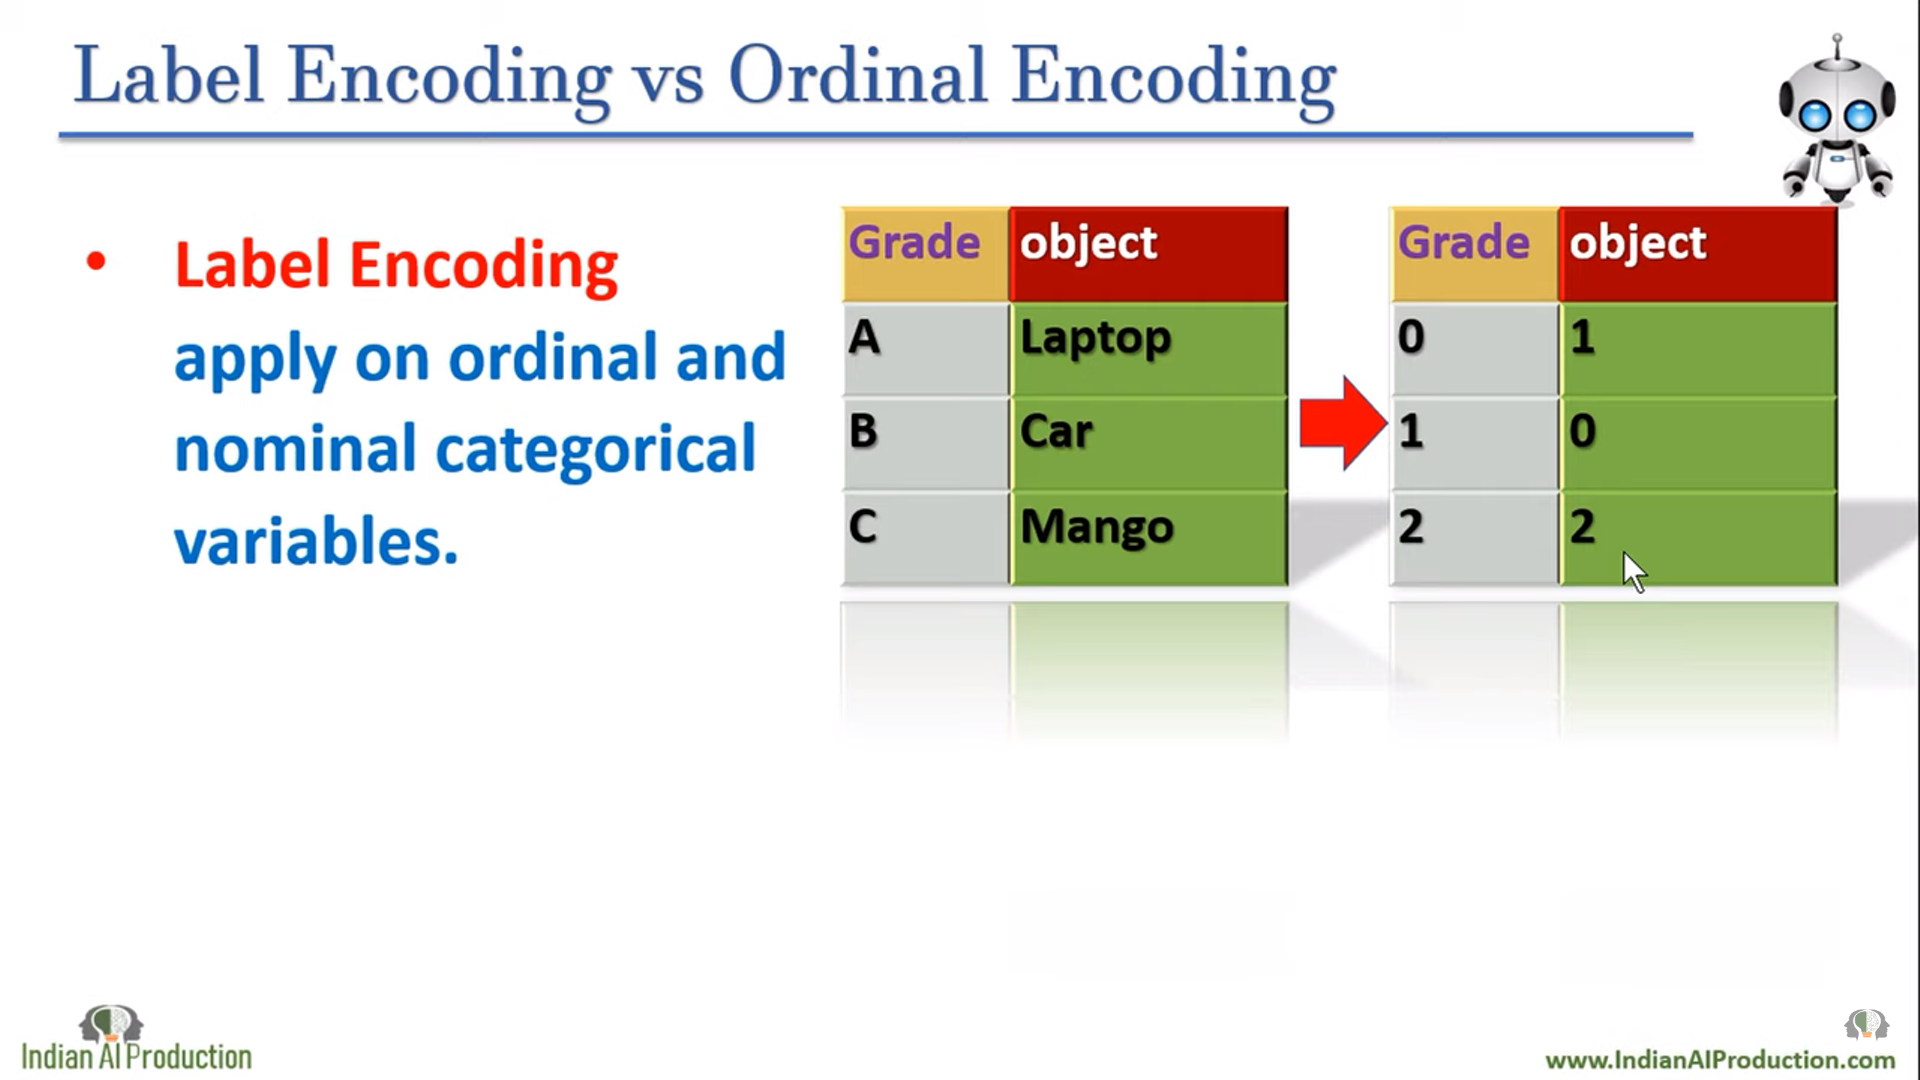 Label Encoding vs Ordinal Encoding
• Label Encoding
apply on ordinal and
nominal categorical
variables.
Grade object
A Laptop
B Car
C Mango
Grade object
0 1
1 0
2 2
Indian AI Production
www.IndianAIProduction.com